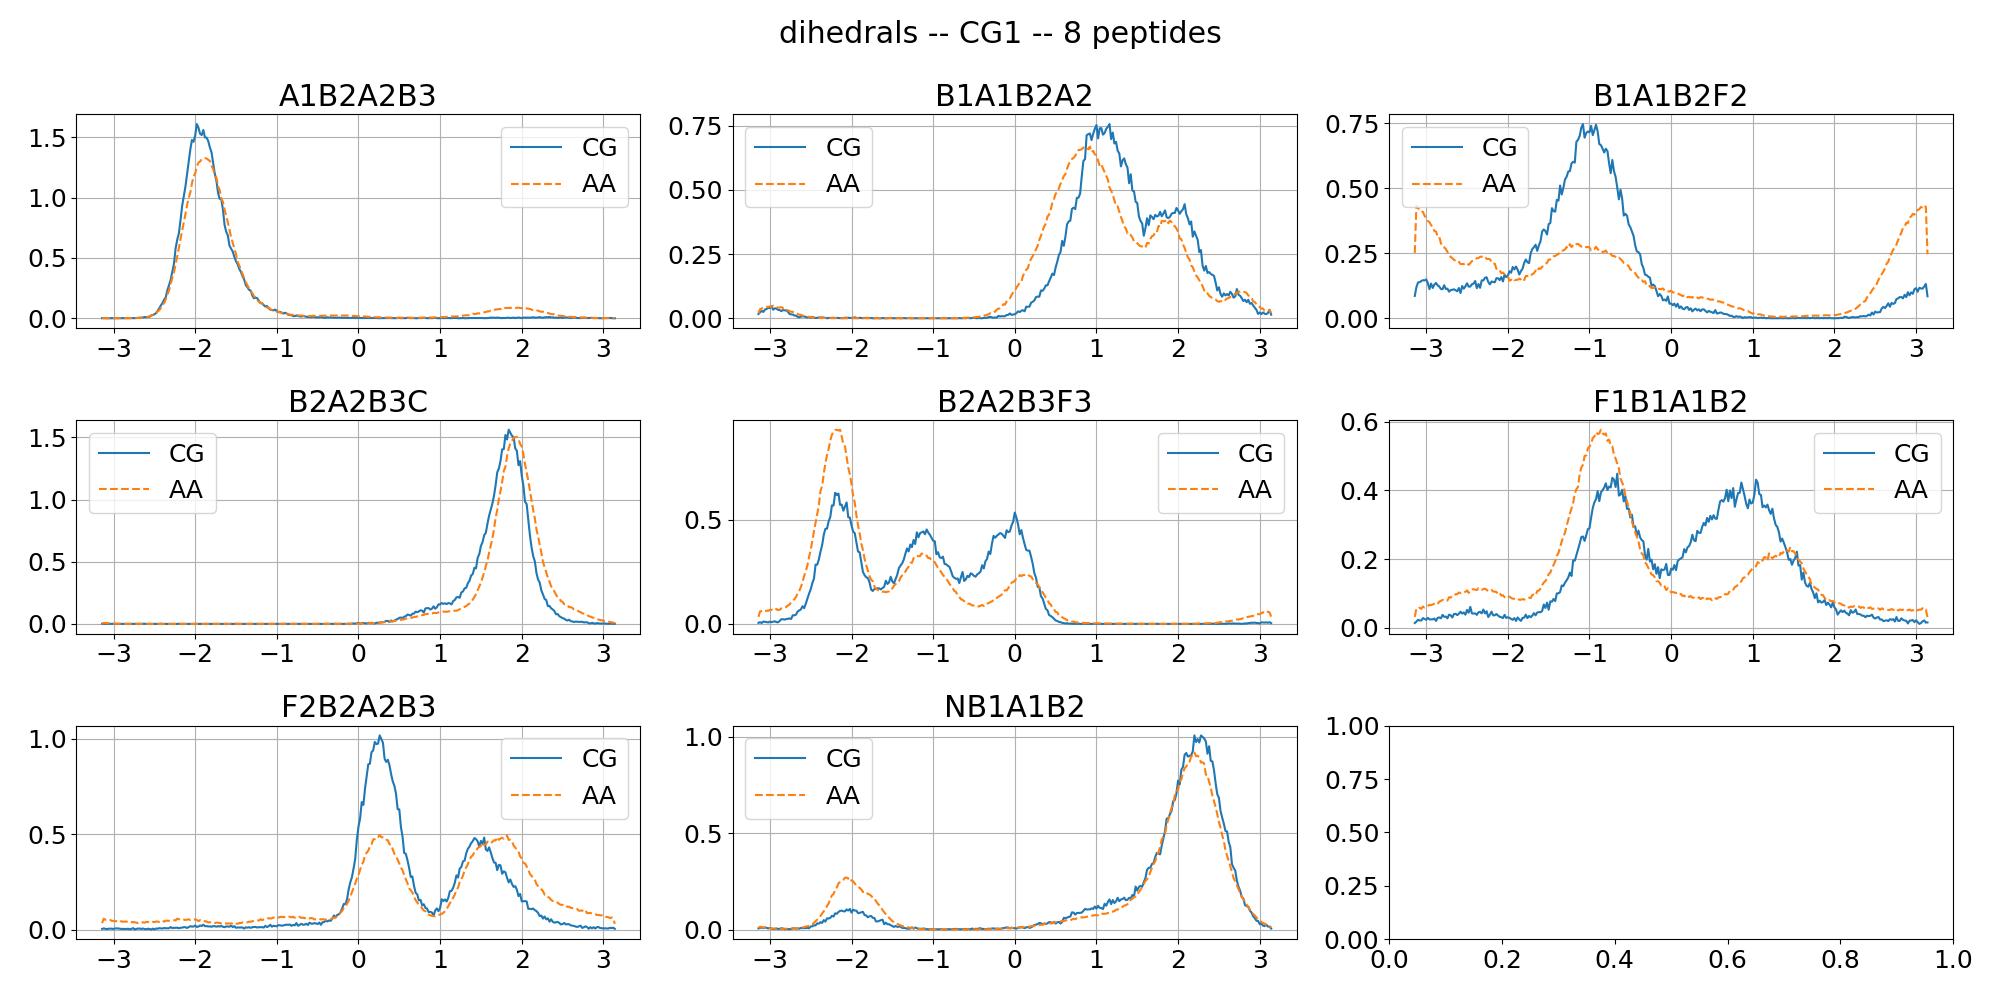 dihedrals -- CG1 -- 8 peptides
A1B2A2B3
B1A1B2A2
B1A1B2F2
1.5
1.0
0.5
0.0
CG
AA
−3 −2 −1 0 1 2 3
0.75
0.50
0.25
0.00
CG
AA
−3 −2 −1 0 1 2 3
0.75
0.50
0.25
0.00
CG
AA
−3 −2 −1 0 1 2 3
B2A2B3C
B2A2B3F3
F1B1A1B2
1.5
1.0
0.5
0.0
CG
AA
−3 −2 −1 0 1 2 3
0.5
0.0
CG
AA
−3 −2 −1 0 1 2 3
0.6
0.4
0.2
0.0
CG
AA
−3 −2 −1 0 1 2 3
F2B2A2B3
NB1A1B2
1.0
0.5
0.0
CG
AA
−3 −2 −1 0 1 2 3
1.0
0.5
0.0
CG
AA
−3 −2 −1 0 1 2 3
1.00
0.75
0.50
0.25
0.00
0.0 0.2 0.4 0.6 0.8 1.0